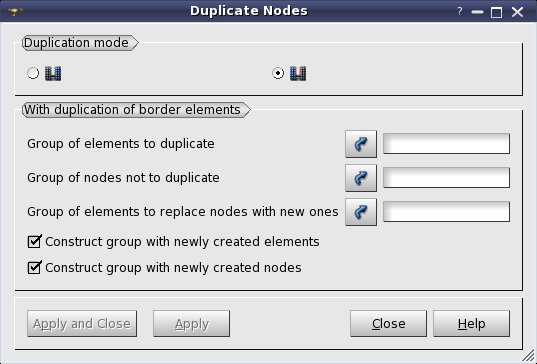 Duplicate Nodes
?
Duplication mode
With duplication of border elements
Group of elements to duplicate
Group of nodes not to duplicate
Group of elements to replace nodes with new ones
Construct group with newly created elements
Construct group with newly created nodes
Apply and Close Apply Close Help